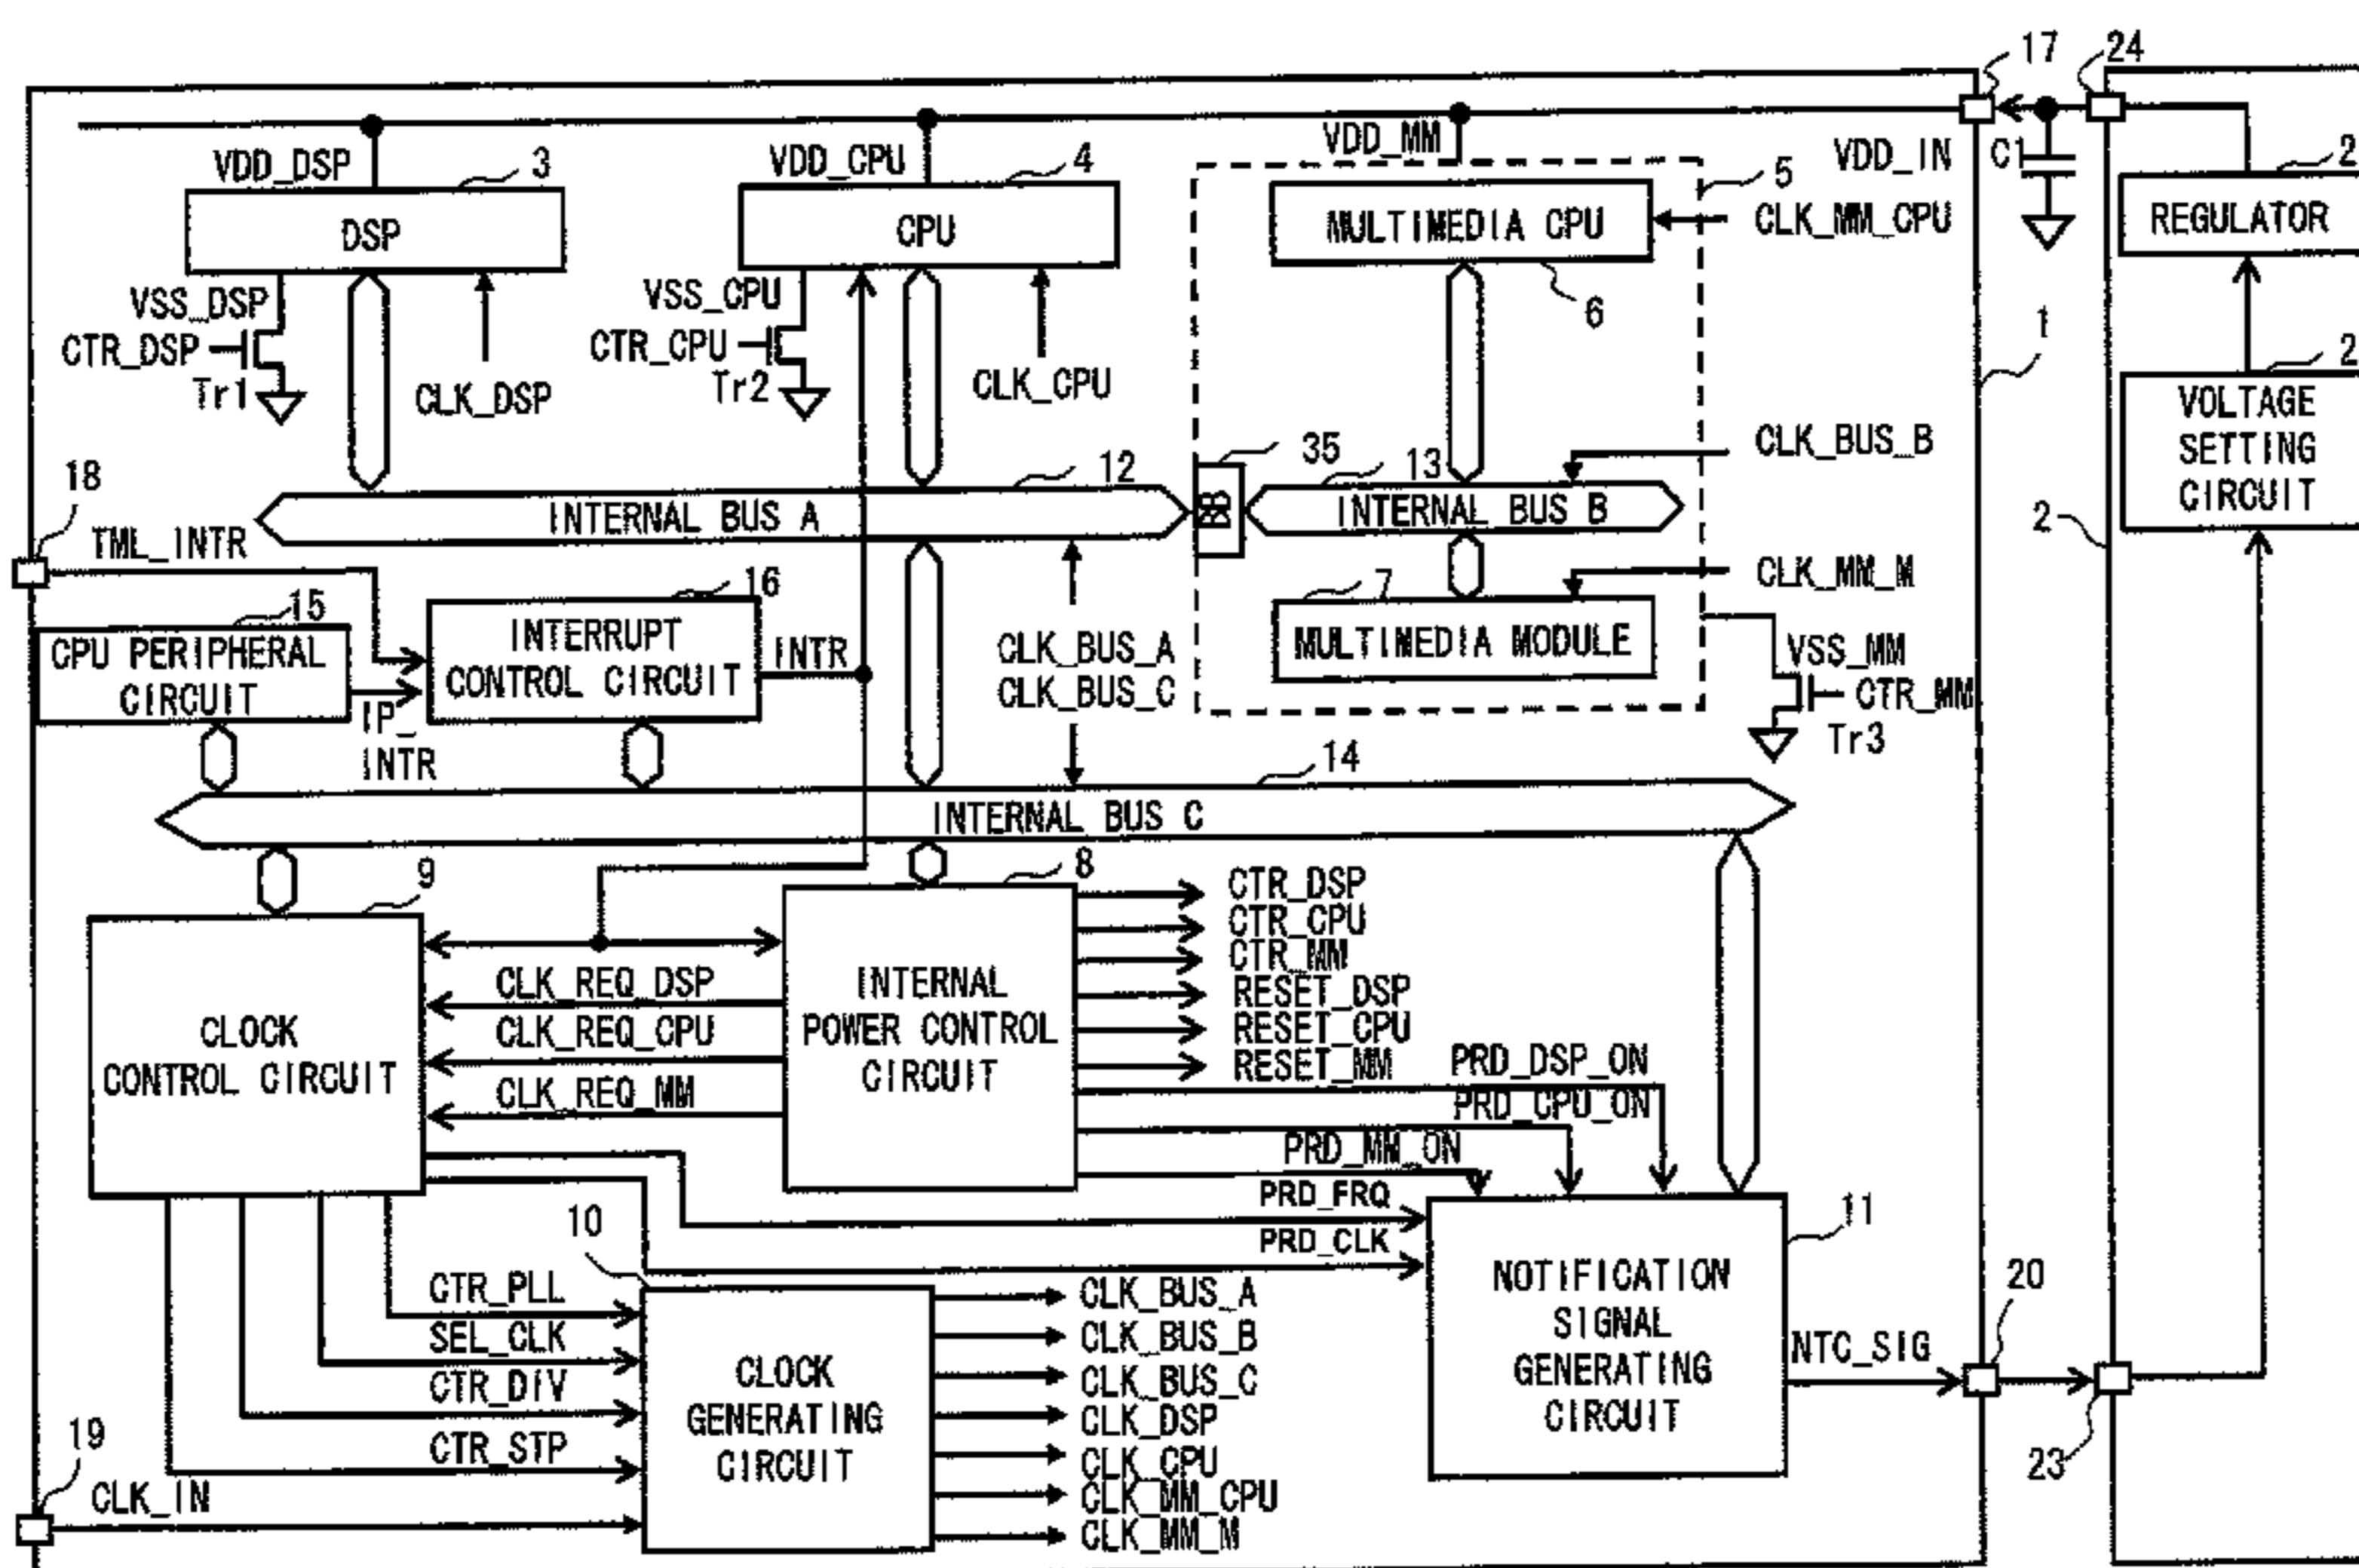 17
24
VDD_DSP
3
VDD_CPU
4
VDD_MM
5
VDD_IN
C1
2
DSP
CPU
MULTIMEDIA CPU
CLK_MM_CPU
REGULATOR
VSS_DSP
CTR_DSP
Tr1
CLK_DSP
VSS_CPU
CTR_CPU
Tr2
CLK_CPU
6
1
2
VOLTAGE
SETTING
CIRCUIT
18
12
35
13
CLK_BUS_B
INTERNAL BUS A
BB
INTERNAL BUS B
2
TML_INTR
15
16
7
CLK_MM_M
CPU PERIPHERAL
CIRCUIT
INTERRUPT
CONTROL CIRCUIT
INTR
CLK_BUS_A
CLK_BUS_C
MULTIMEDIA MODULE
VSS_MM
CTR_MM
Tr3
IP_
INTR
14
INTERNAL BUS C
9
8
CTR_DSP
CTR_CPU
CTR_MM
RESET_DSP
RESET_CPU
RESET_MM
CLOCK
CONTROL CIRCUIT
CLK_REQ_DSP
CLK_REQ_CPU
CLK_REQ_MM
INTERNAL
POWER CONTROL
CIRCUIT
PRD_DSP_ON
PRD_CPU_ON
PRD_MM_ON
PRD_FRQ
PRD_CLK
10
11
CTR_PLL
SEL_CLK
CTR_DIV
CTR_STP
CLOCK
GENERATING
CIRCUIT
CLK_BUS_A
CLK_BUS_B
CLK_BUS_C
CLK_DSP
CLK_CPU
CLK_MM_CPU
CLK_MM_M
NOTIFICATION
SIGNAL
GENERATING
CIRCUIT
NTC_SIG
20
23
19
CLK_IN